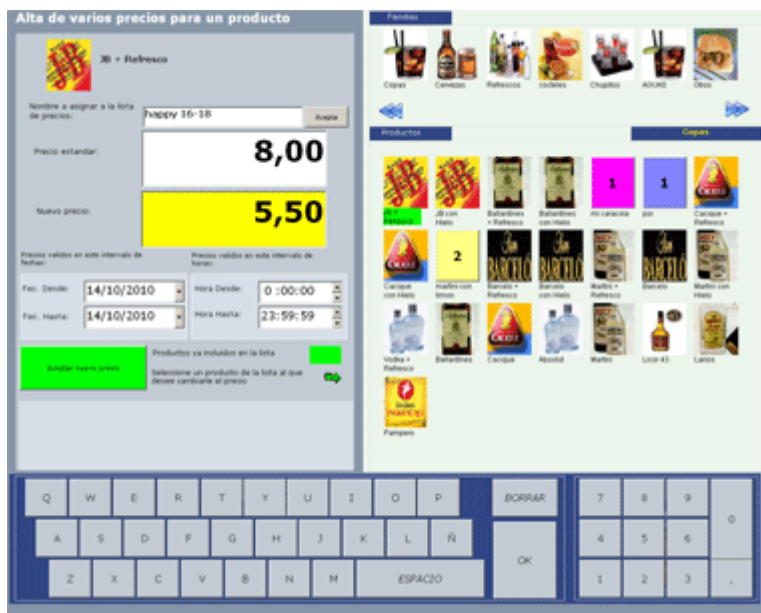 Alta de varios precios para un producto
JB + Refresco
Nombre a asignar a la lista
de precios:
happy 16-18
Aceptar
Precio estandar:
8,00
Nuevo precio:
5,50
Precios validos en este intervalo de
fechas:
Precios validos en este intervalo de
horas:
Fec. Desde:
14/10/2010
Hora Desde:
0:00:00
Fec. Hasta:
14/10/2010
Hora Hasta:
23:59:59
Aceptar nuevo precio
Productos ya incluidos en la lista
Seleccione un producto de la lista al que
desee cambiarle el precio
Familias
Copas
Cervezas
Refrescos
cocteles
Chupitos
AGUAS
Otros
Productos
Copas
1
1
JB +
Refresco
JB con
Hielo
Ballantines
+ Refresco
Ballantines
con Hielo
mi caracola
por
Cacique +
Refresco
2
Cacique
con Hielo
martini con
limon
Barcelo +
Refresco
Barcelo
con Hielo
Martini +
Refresco
Barcelo
Martini con
Hielo
Vodka +
Refresco
Ballantines
Cacique
Absolut
Martini
Licor 43
Larios
Pampero
Q W E R T Y U I O P BORRAR 7 8 9
A S D F G H J K L Ñ OK 4 5 6 0
Z X C V B N M ESPACIO 1 2 3 ,